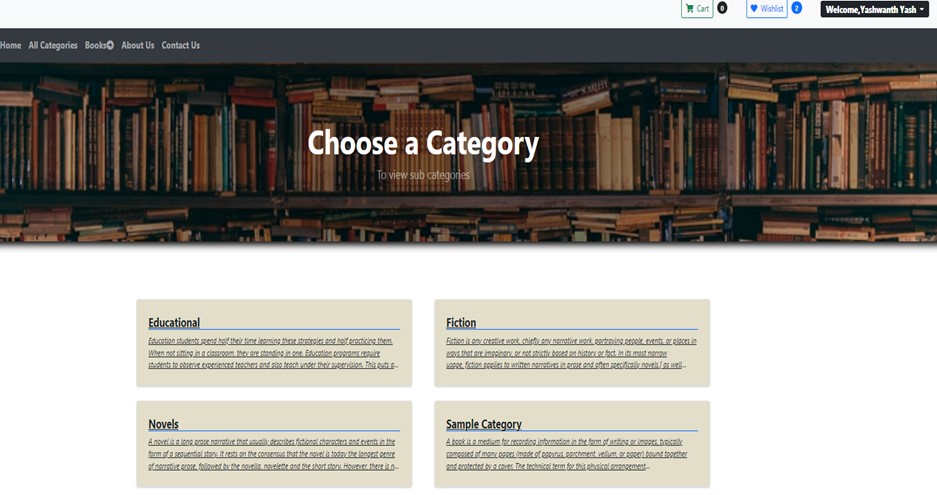 Cart 0 Wishlist 2 Welcome,Yashwanth Yash
Home All Categories Books About Us Contact Us
Choose a Category
To view sub categories
Educational
Education students spend half their time learning these strategies and half practicing them.
When not sitting in a classroom, they are standing in one. Education programs require
students to observe experienced teachers and also teach under their supervision. This puts a...
Fiction
Fiction is any creative work, chiefly any narrative work, portraying people, events, or places in
ways that are imaginary, or not strictly based on history or fact. In its most narrow
usage, fiction applies to written narratives in prose and often specifically novels,[ as well...
Novels
A novel is a long prose narrative that usually describes fictional characters and events in the
form of a sequential story. It rests on the consensus that the novel is today the longest genre
of narrative prose, followed by the novella, novelette and the short story. However, there is n...
Sample Category
A book is a medium for recording information in the form of writing or images, typically
composed of many pages (made of papyrus, parchment, vellum, or paper) bound together
and protected by a cover. The technical term for this physical arrangement...